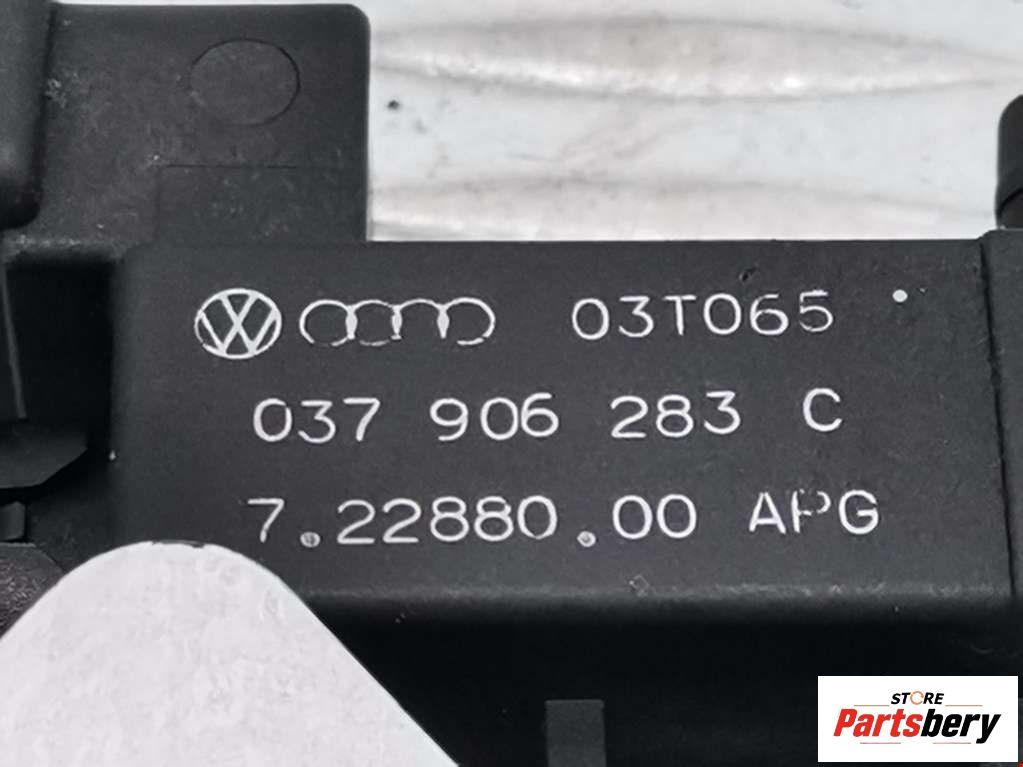 03T065
037 906 283 C
7.22880.00 APG
STORE
Partsbery